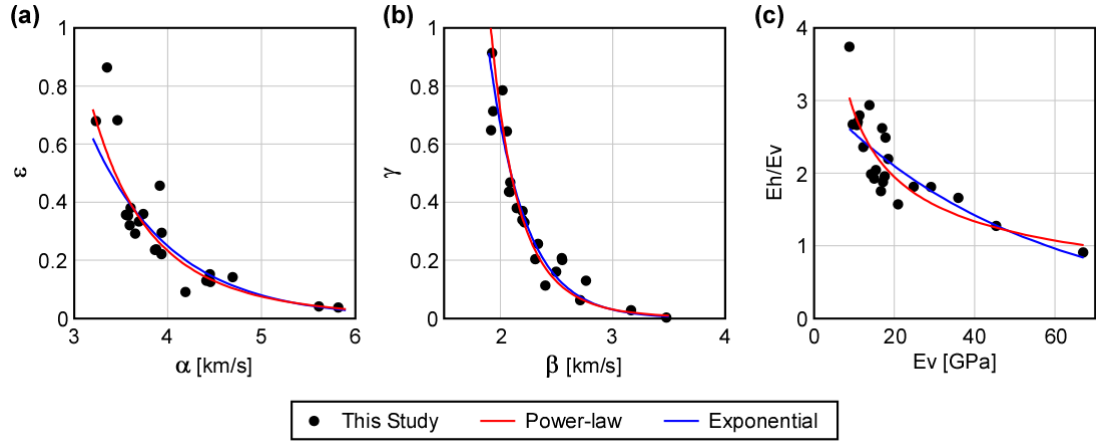 (a)
1
0.8
0.6
0.4
0.2
0
ε
3 4 5 6
α [km/s]
(b)
1
0.8
0.6
0.4
0.2
0
γ
2 3 4
β [km/s]
(c)
4
3
2
1
0
Eh/Ev
0 20 40 60
Ev [GPa]
This Study Power-law Exponential